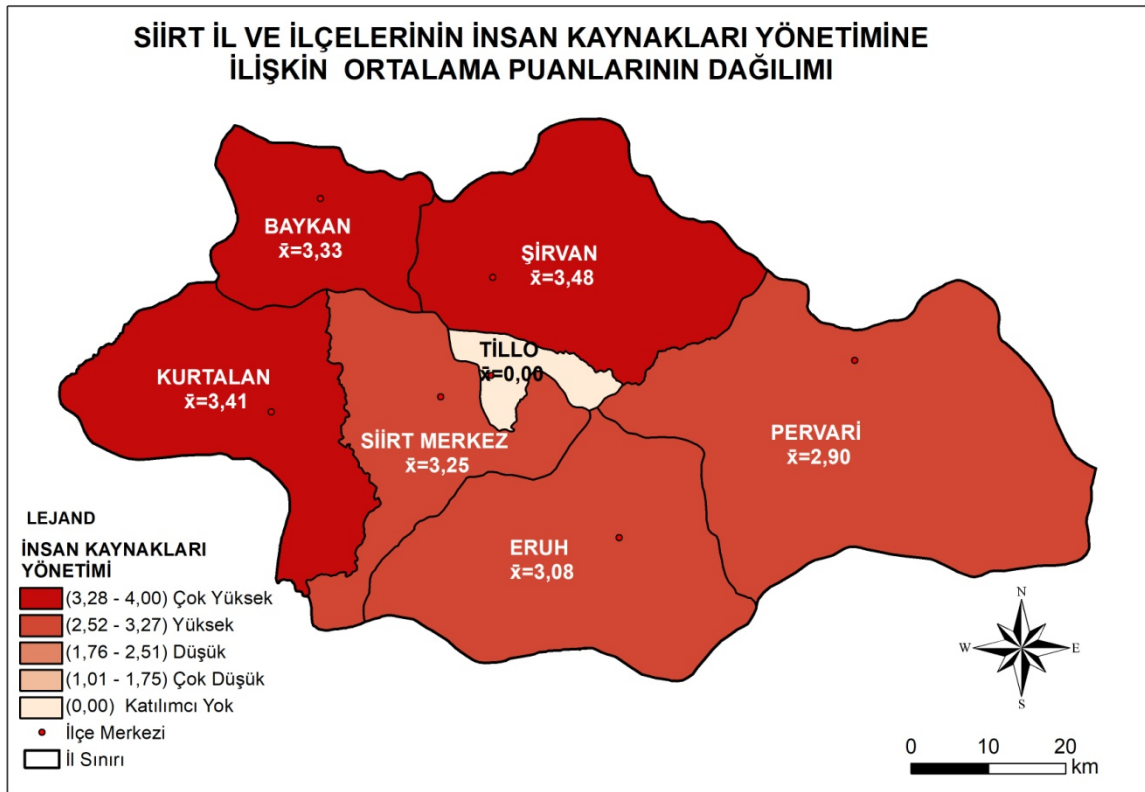 SİİRT İL VE İLÇELERİNİN İNSAN KAYNAKLARI YÖNETİMİNE
İLİŞKİN ORTALAMA PUANLARININ DAĞILIMI
BAYKAN
x̄=3,33
ŞİRVAN
x̄=3,48
TİLLO
x̄=0,00
KURTALAN
x̄=3,41
SİİRT MERKEZ
x̄=3,25
PERVARİ
x̄=2,90
ERUH
x̄=3,08
LEJAND
İNSAN KAYNAKLARI
YÖNETİMİ
(3,28 - 4,00) Çok Yüksek
(2,52 - 3,27) Yüksek
(1,76 - 2,51) Düşük
(1,01 - 1,75) Çok Düşük
(0,00) Katılımcı Yok
İlçe Merkezi
İl Sınırı
N
W E
S
0 10 20
km